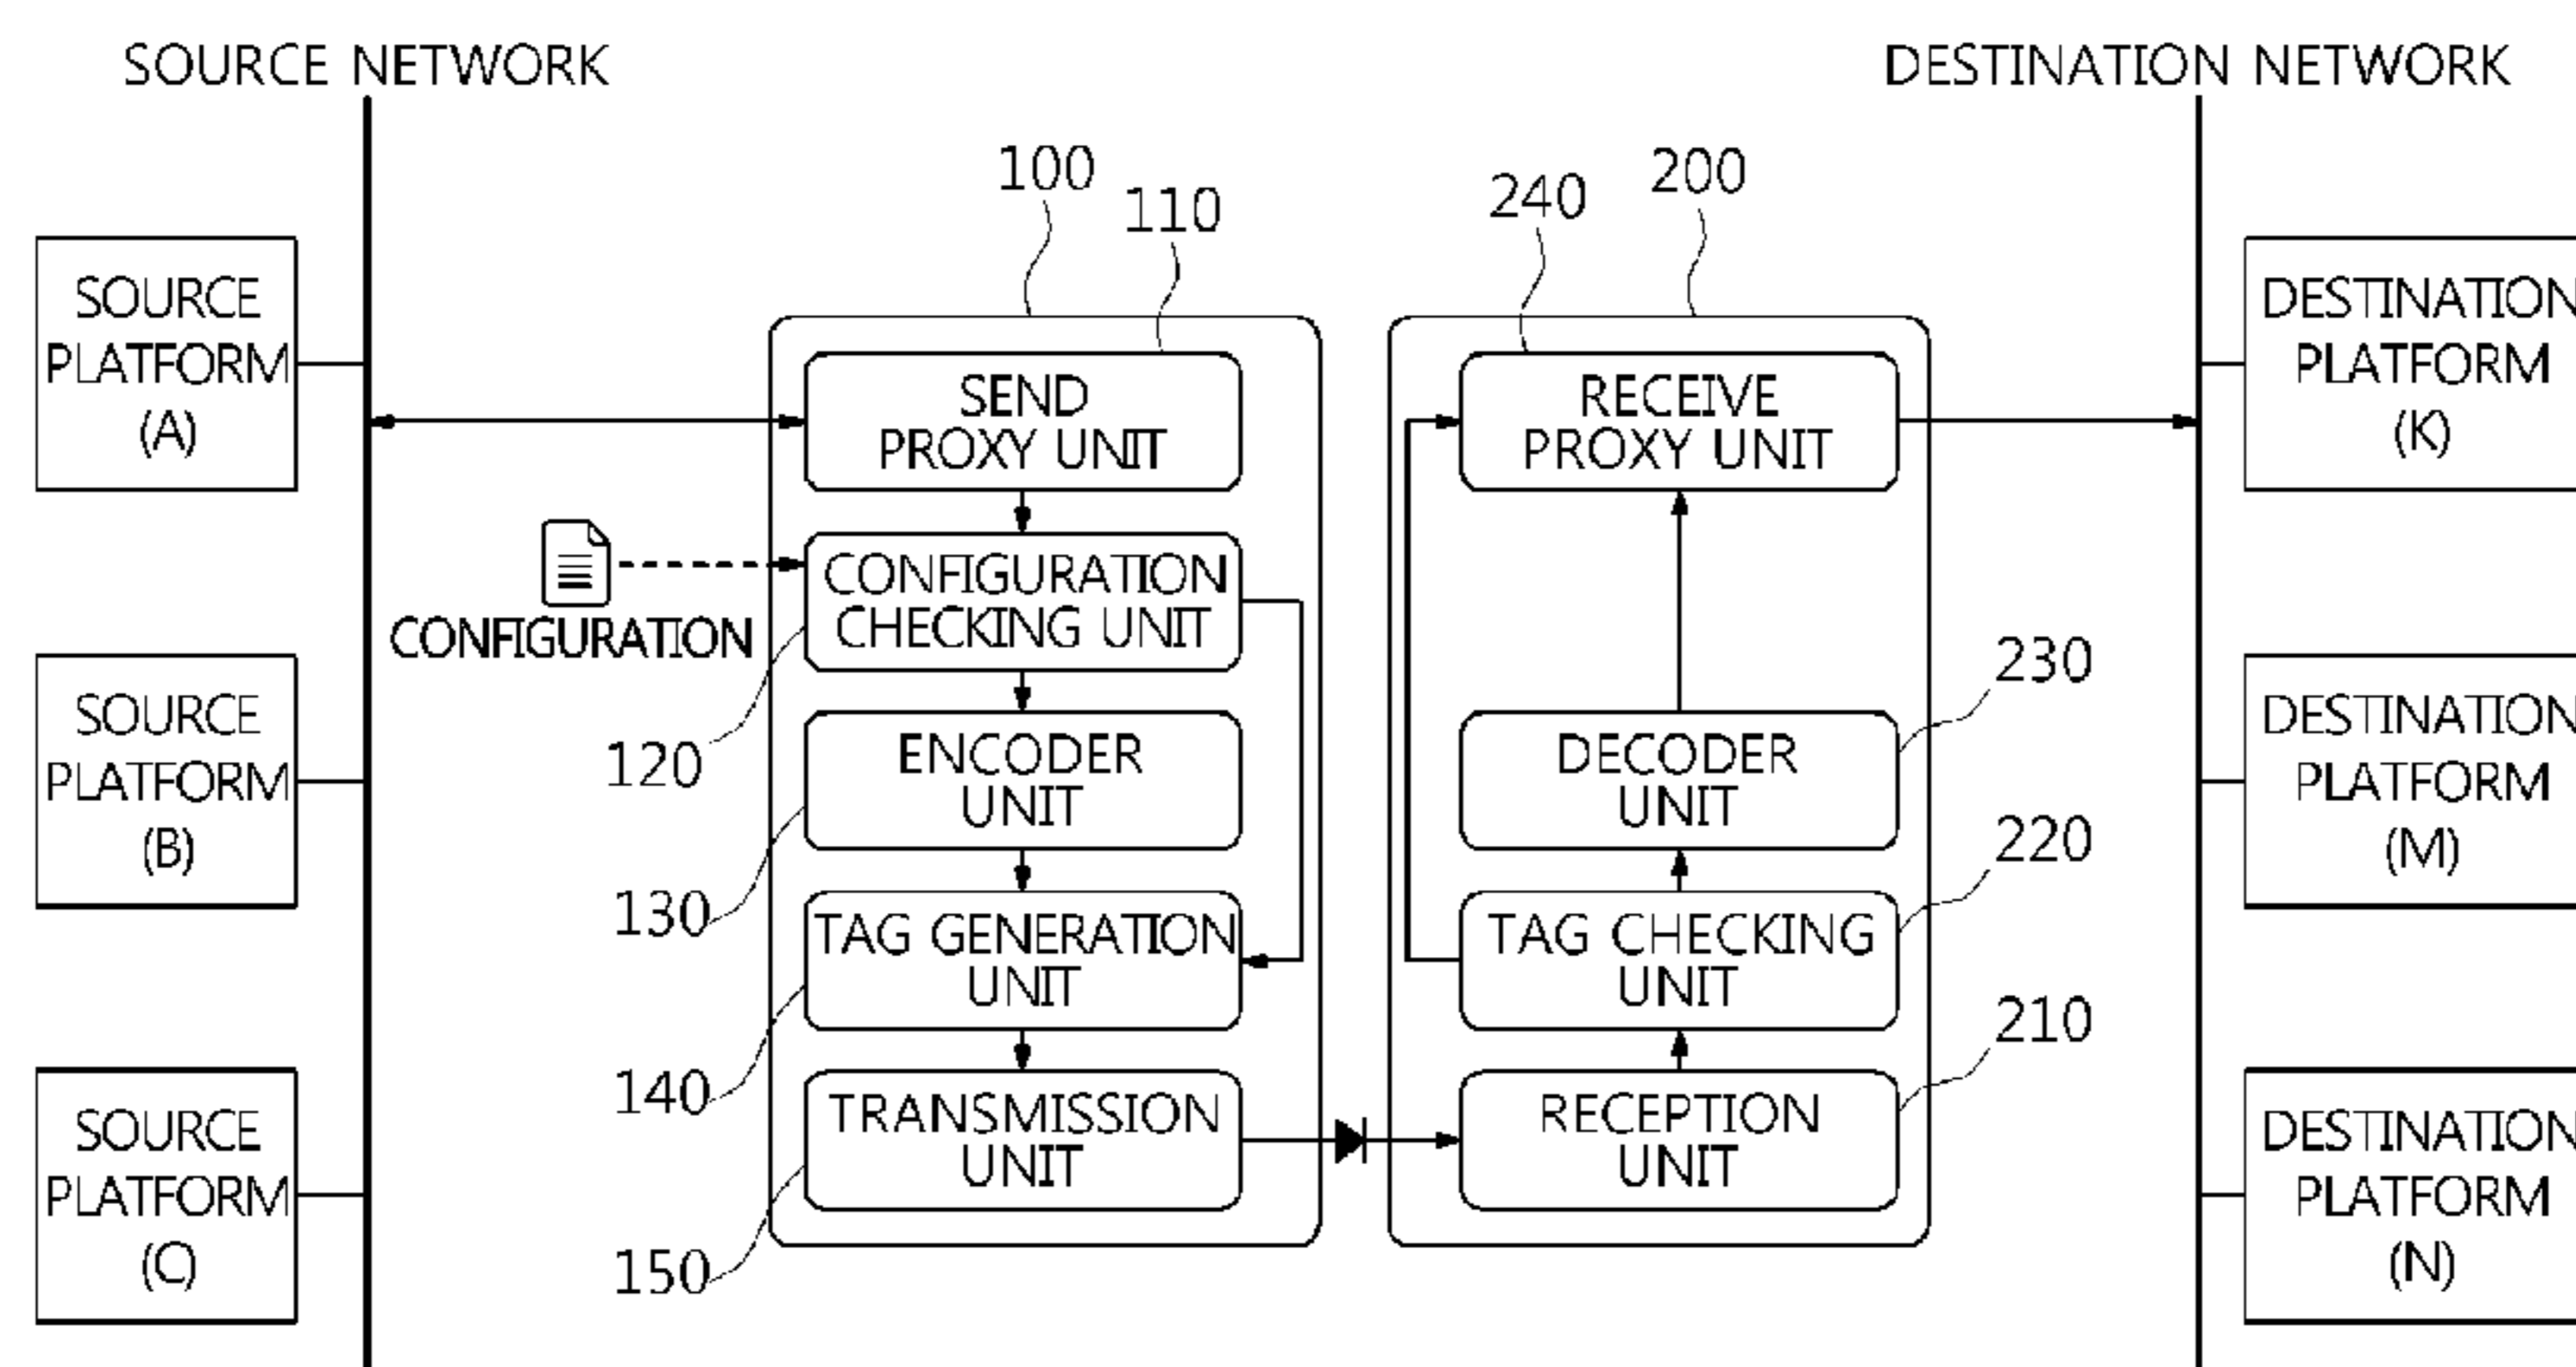 SOURCE NETWORK
DESTINATION NETWORK
100
110
240
200
SOURCE
PLATFORM
(A)
SEND
PROXY UNIT
RECEIVE
PROXY UNIT
DESTINATION
PLATFORM
(K)
CONFIGURATION
CONFIGURATION
CHECKING UNIT
120
SOURCE
PLATFORM
(B)
ENCODER
UNIT
130
DECODER
UNIT
230
DESTINATION
PLATFORM
(M)
TAG GENERATION
UNIT
140
TAG CHECKING
UNIT
220
SOURCE
PLATFORM
(C)
TRANSMISSION
UNIT
150
RECEPTION
UNIT
210
DESTINATION
PLATFORM
(N)